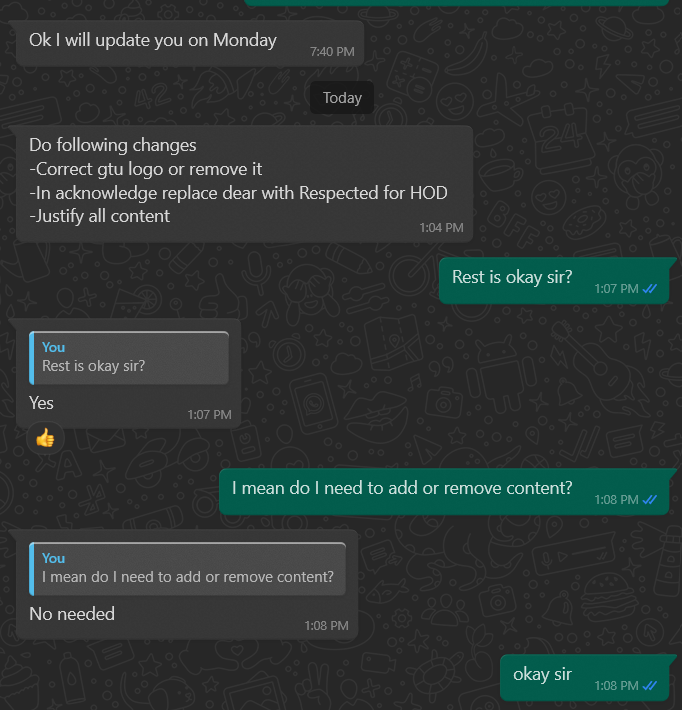 Ok I will update you on Monday
7:40 PM
Today
Do following changes
-Correct gtu logo or remove it
-In acknowledge replace dear with Respected for HOD
-Justify all content
1:04 PM
Rest is okay sir?
1:07 PM
You
Rest is okay sir?
Yes
1:07 PM
I mean do I need to add or remove content?
1:08 PM
You
I mean do I need to add or remove content?
No needed
1:08 PM
okay sir
1:08 PM